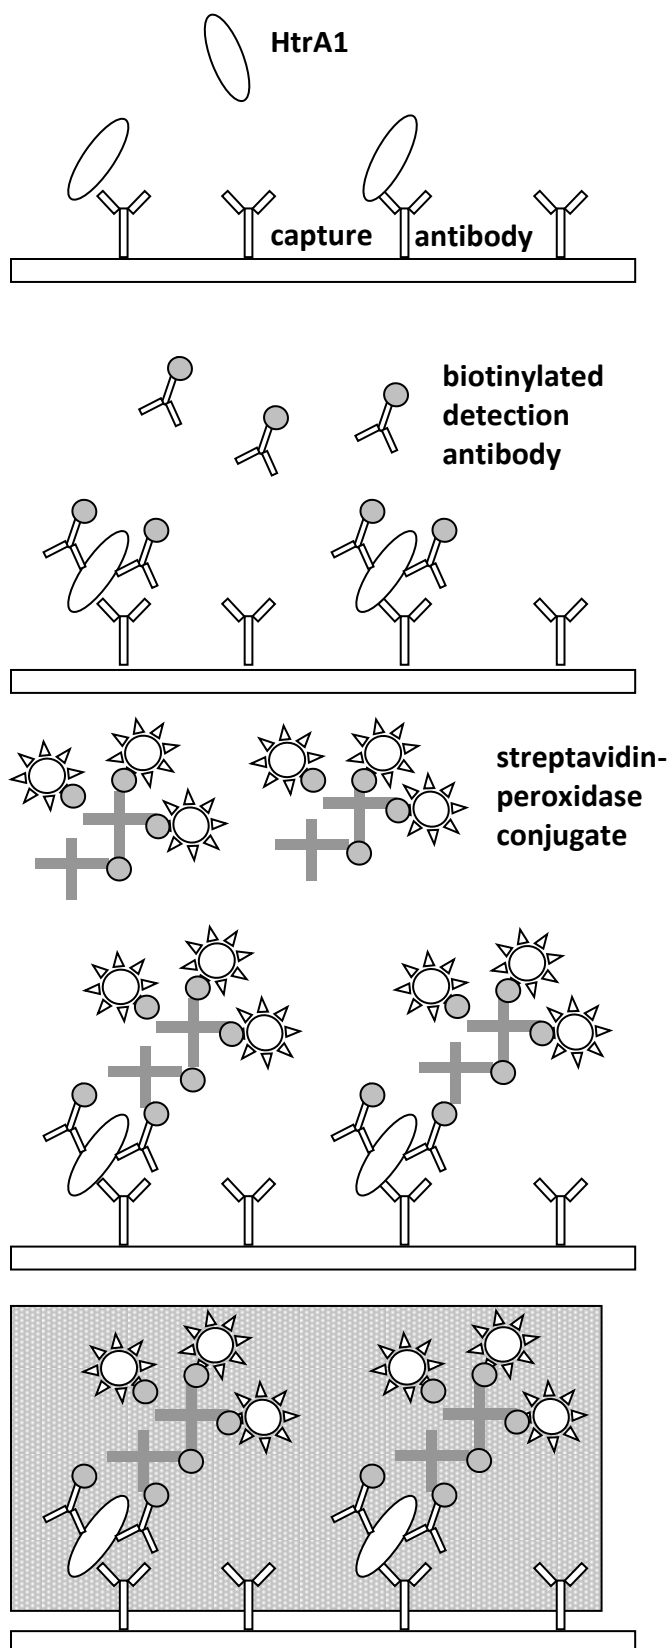 HtrA1
capture antibody
biotinylated
detection
antibody
streptavidin-
peroxidase
conjugate